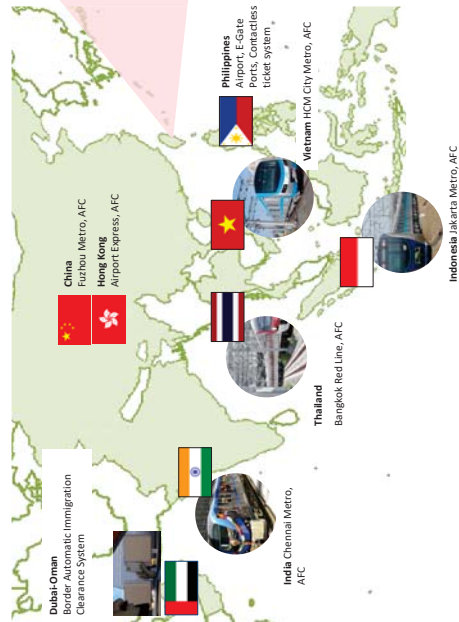 Dubai-Oman
Border Automatic Immigration
Clearance System
China
Fuzhou Metro, AFC
Hong Kong
Airport Express, AFC
Philippines
Airport, E-Gate
Ports, Contactless
ticket system
Vietnam HCM City Metro, AFC
India Chennai Metro,
AFC
Thailand
Bangkok Red Line, AFC
Indonesia Jakarta Metro, AFC